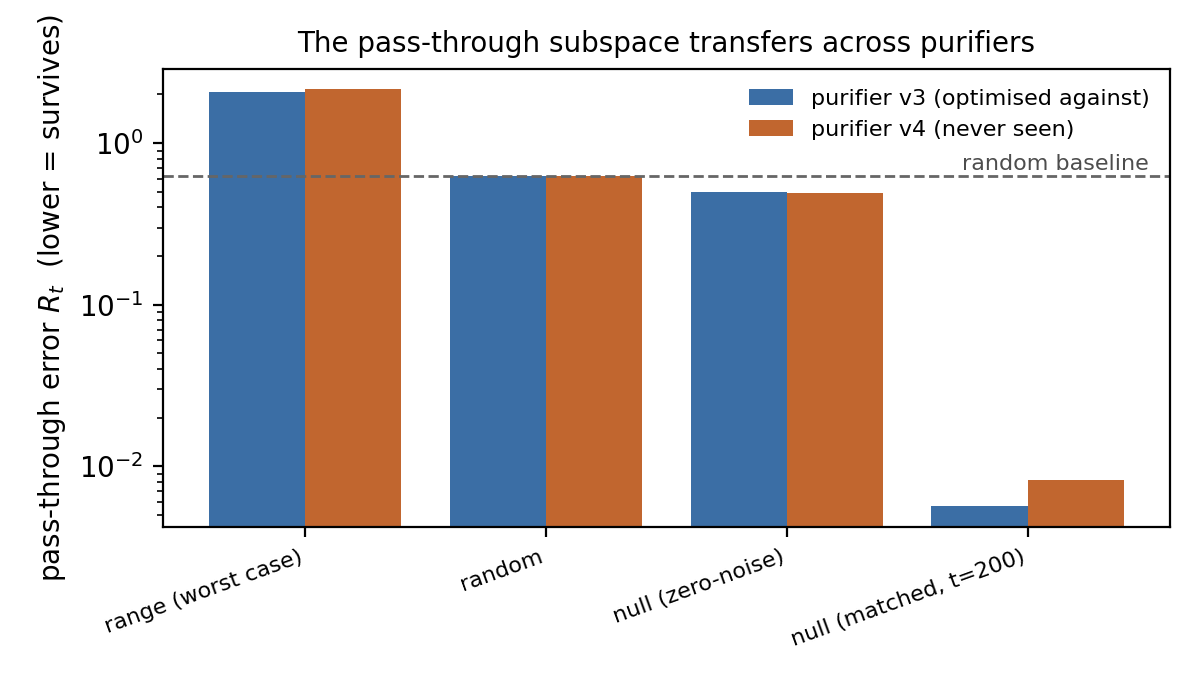 The pass-through subspace transfers across purifiers
pass-through error R_t (lower = survives)
10^0
10^-1
10^-2
purifier v3 (optimised against)
purifier v4 (never seen)
random baseline
range (worst case)
random
null (zero-noise)
null (matched, t=200)